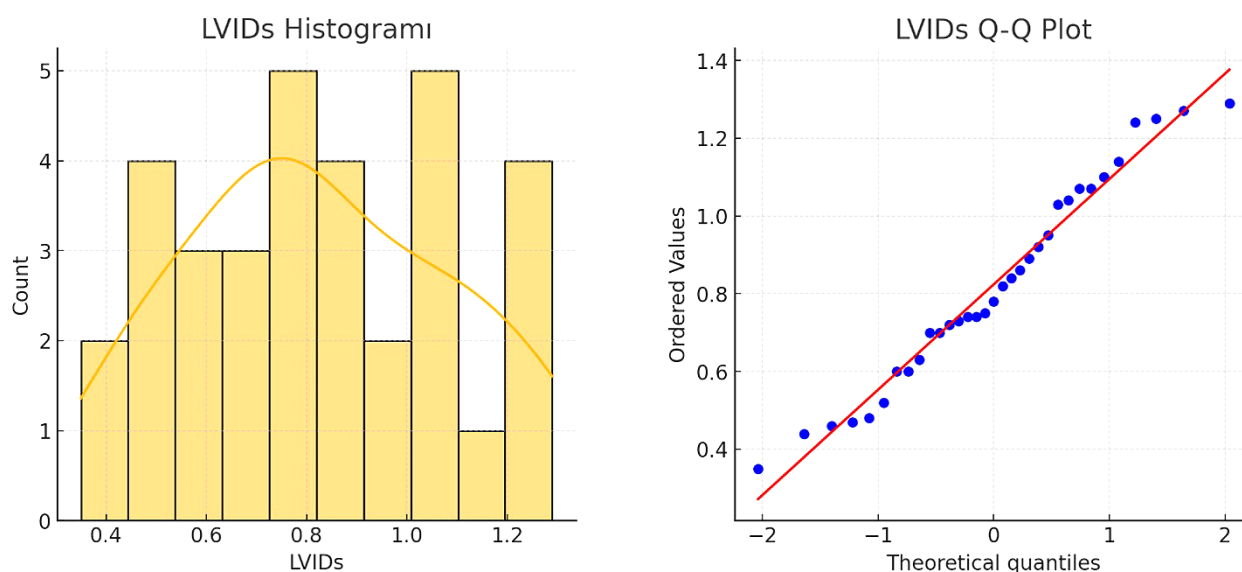 LVIDs Histogramı
Count
5
4
3
2
1
0
0.4 0.6 0.8 1.0 1.2
LVIDs
LVIDs Q-Q Plot
Ordered Values
1.4
1.2
1.0
0.8
0.6
0.4
−2 −1 0 1 2
Theoretical quantiles